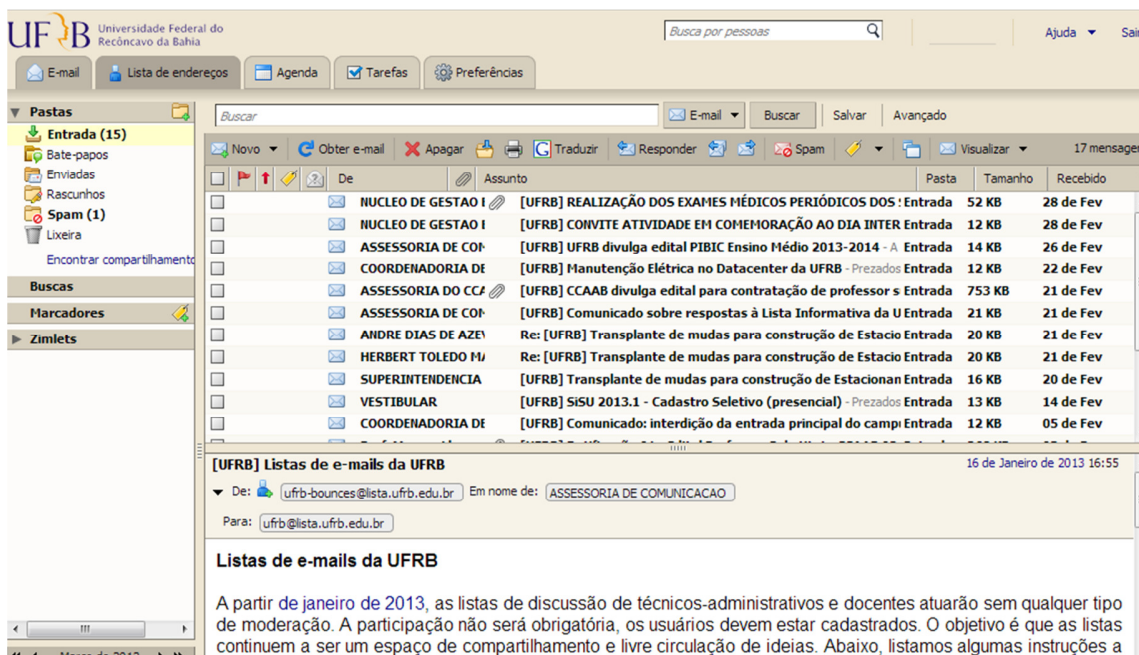 UFRB Universidade Federal do
Recôncavo da Bahia
Busca por pessoas
Ajuda
E-mail Lista de endereços Agenda Tarefas Preferências
Pastas
Entrada (15)
Bate-papos
Enviadas
Rascunhos
Spam (1)
Lixeira
Encontrar compartilhamento
Buscas
Marcadores
Zimlets
Buscar E-mail Buscar Salvar Avançado
Novo Obter e-mail Apagar Traduzir Responder Spam Visualizar 17 mensager
De Assunto Pasta Tamanho Recebido
NUCLEO DE GESTAO [UFRB] REALIZAÇÃO DOS EXAMES MÉDICOS PERIÓDICOS DOS Entrada 52 KB 28 de Fev
NUCLEO DE GESTAO [UFRB] CONVITE ATIVIDADE EM COMEMORAÇÃO AO DIA INTER Entrada 12 KB 28 de Fev
ASSESSORIA DE [UFRB] UFRB divulga edital PIBIC Ensino Médio 2013-2014 - A Entrada 14 KB 26 de Fev
COORDENADORIA DE [UFRB] Manutenção Elétrica no Datacenter da UFRB - Prezados Entrada 12 KB 22 de Fev
ASSESSORIA DO CCA [UFRB] CCAAB divulga edital para contratação de professor s Entrada 753 KB 21 de Fev
ASSESSORIA DE [UFRB] Comunicado sobre respostas à Lista Informativa da U Entrada 21 KB 21 de Fev
ANDRE DIAS DE Re: [UFRB] Transplante de mudas para construção de Estacio Entrada 20 KB 21 de Fev
HERBERT TOLEDO Re: [UFRB] Transplante de mudas para construção de Estacio Entrada 20 KB 21 de Fev
SUPERINTENDENCIA [UFRB] Transplante de mudas para construção de Estacionan Entrada 16 KB 20 de Fev
VESTIBULAR [UFRB] SiSU 2013.1 - Cadastro Seletivo (presencial) - Prezados Entrada 13 KB 14 de Fev
COORDENADORIA DE [UFRB] Comunicado: interdição da entrada principal do camp Entrada 12 KB 05 de Fev
[UFRB] Listas de e-mails da UFRB 16 de Janeiro de 2013 16:55
De: ufrb-bounces@lista.ufrb.edu.br Em nome de: ASSESSORIA DE COMUNICACAO
Para: ufrb@lista.ufrb.edu.br
Listas de e-mails da UFRB
A partir de janeiro de 2013, as listas de discussão de técnicos-administrativos e docentes atuarão sem qualquer tipo
de moderação. A participação não será obrigatória, os usuários devem estar cadastrados. O objetivo é que as listas
continuem a ser um espaço de compartilhamento e livre circulação de ideias. Abaixo, listamos algumas instruções a